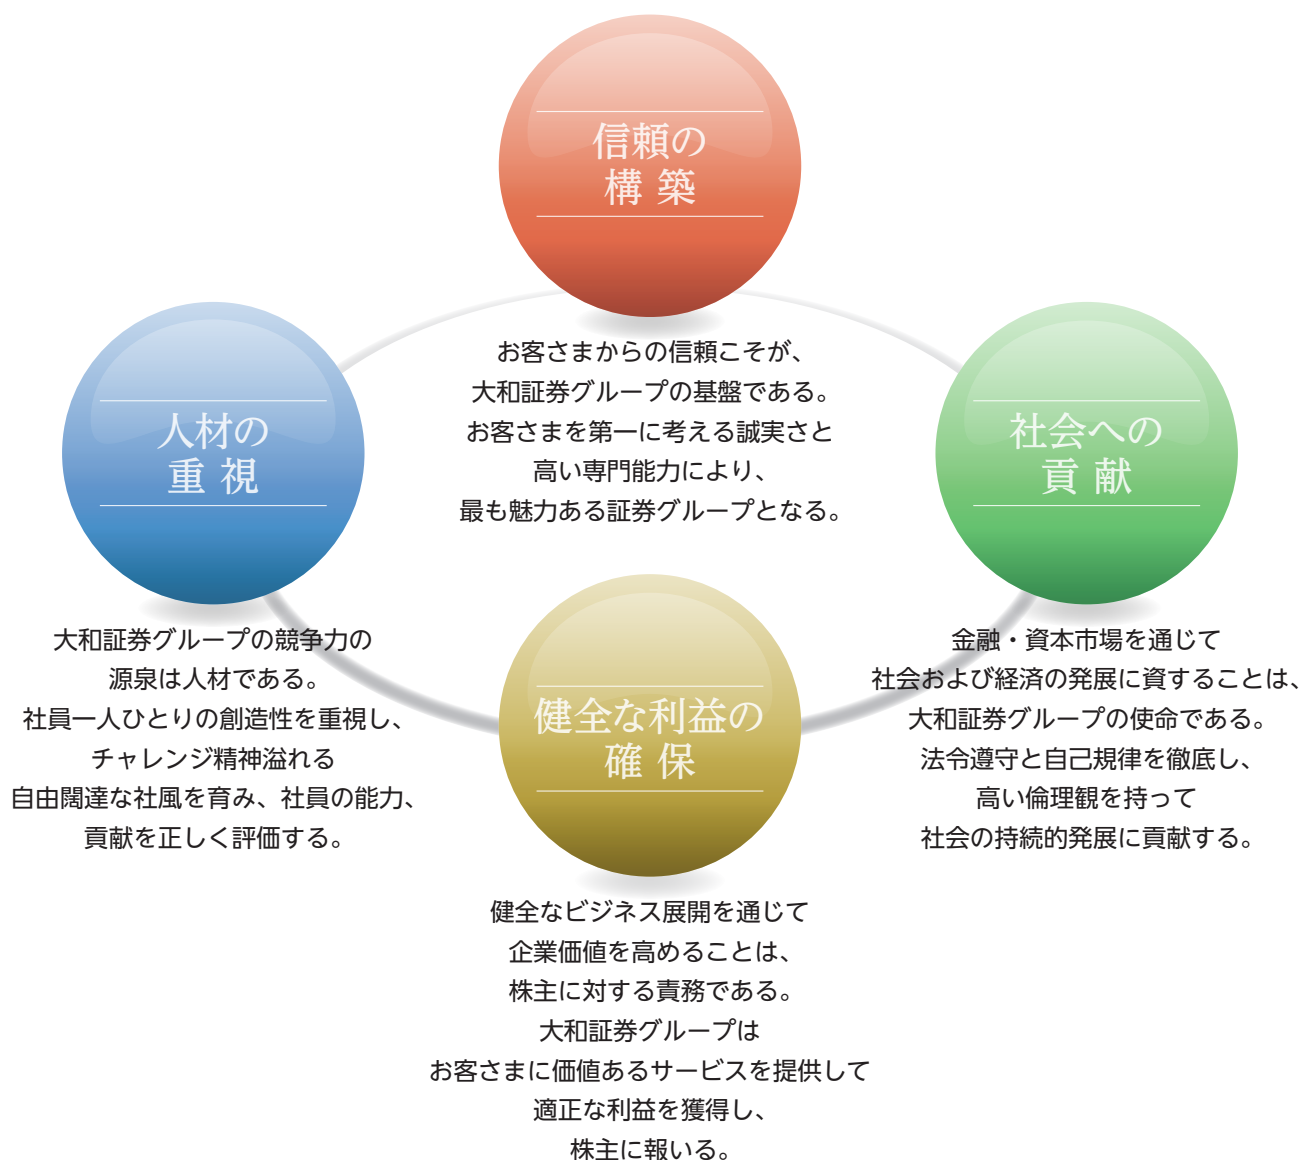 信頼の
構築
お客さまからの信頼こそが、
大和証券グループの基盤である。
お客さまを第一に考える誠実さと
高い専門能力により、
最も魅力ある証券グループとなる。
人材の
重視
大和証券グループの競争力の
源泉は人材である。
社員一人ひとりの創造性を重視し、
チャレンジ精神溢れる
自由闊達な社風を育み、社員の能力、
貢献を正しく評価する。
社会への
貢献
金融・資本市場を通じて
社会および経済の発展に資することは、
大和証券グループの使命である。
法令遵守と自己規律を徹底し、
高い倫理観を持って
社会の持続的発展に貢献する。
健全な利益の
確保
健全なビジネス展開を通じて
企業価値を高めることは、
株主に対する責務である。
大和証券グループは
お客さまに価値あるサービスを提供して
適正な利益を獲得し、
株主に報いる。